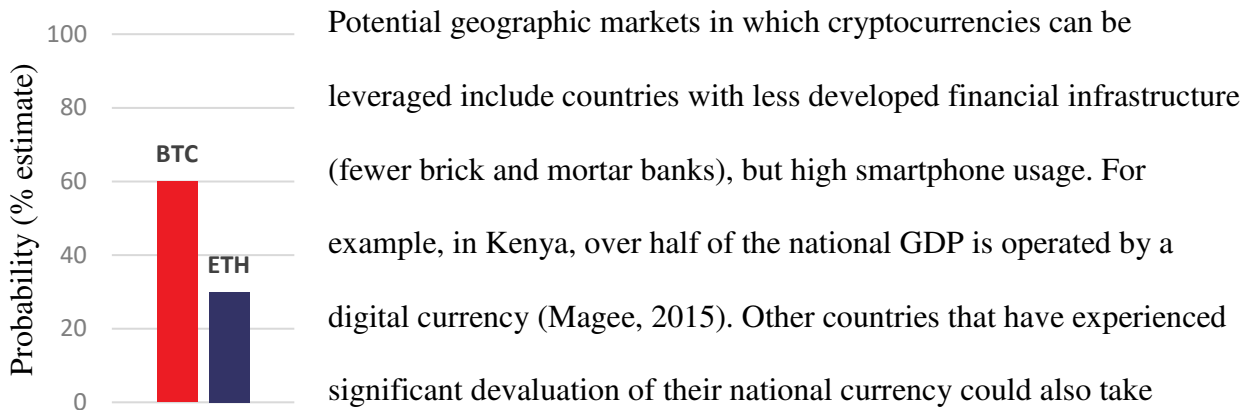 Probability (% estimate)
100
80
60
40
20
0
BTC
ETH
Potential geographic markets in which cryptocurrencies can be
leveraged include countries with less developed financial infrastructure
(fewer brick and mortar banks), but high smartphone usage. For
example, in Kenya, over half of the national GDP is operated by a
digital currency (Magee, 2015). Other countries that have experienced
significant devaluation of their national currency could also take